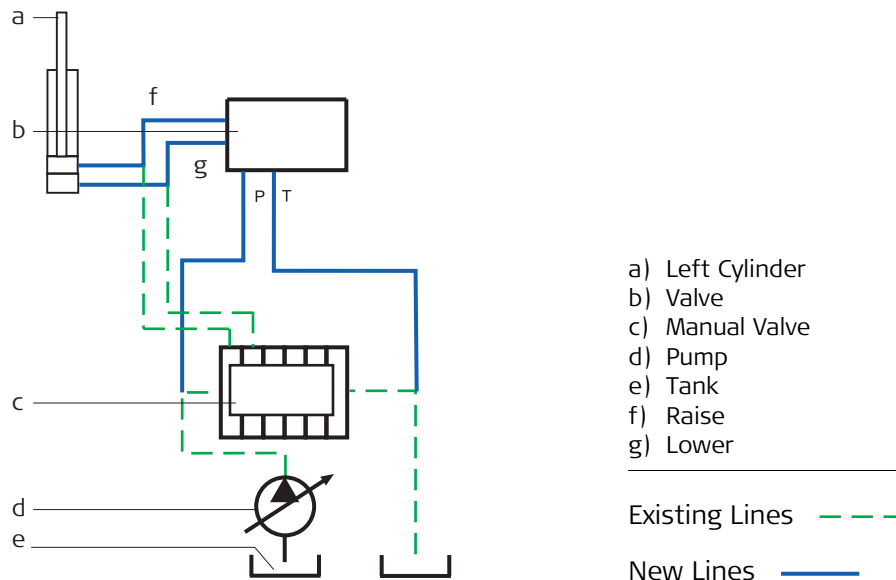 a
f
b
g
P T
c
d
e
a) Left Cylinder
b) Valve
c) Manual Valve
d) Pump
e) Tank
f) Raise
g) Lower
Existing Lines
New Lines